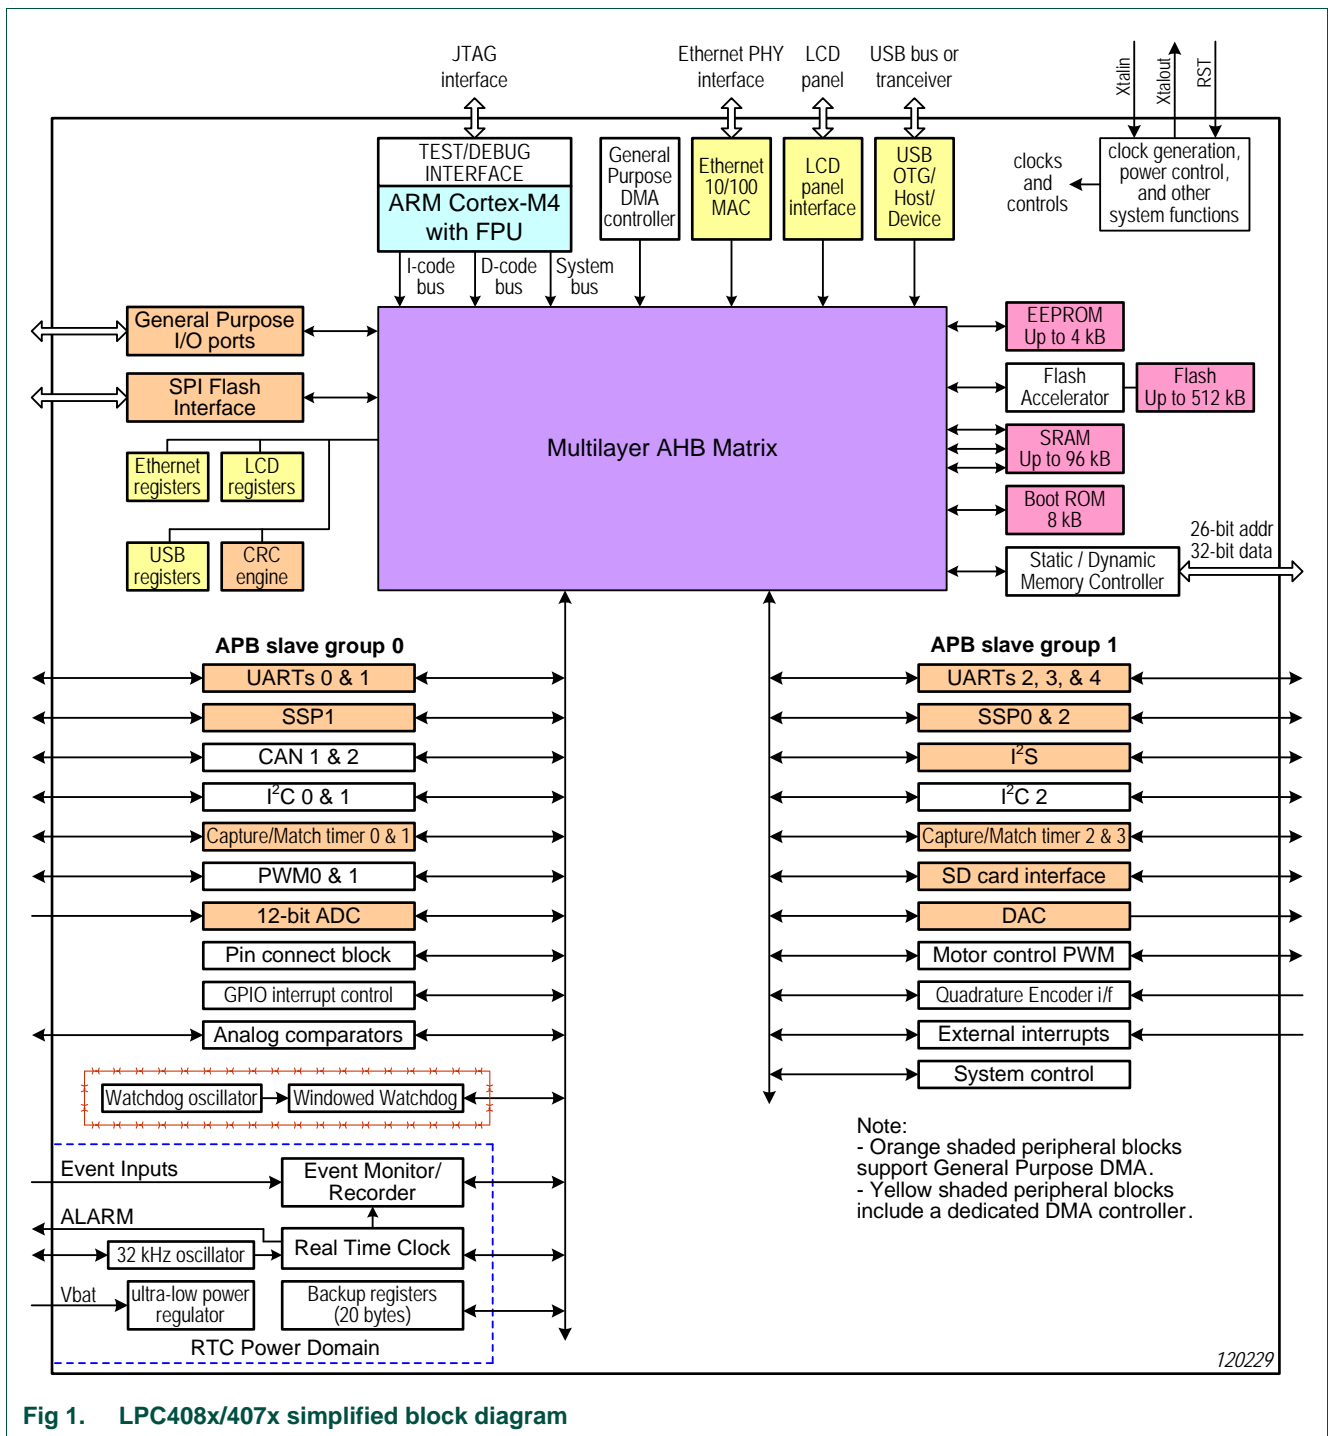 JTAG
interface
Ethernet PHY
interface
LCD
panel
USB bus or
tranceiver
Xtalin
Xtalout
RST
TEST/DEBUG
INTERFACE
ARM Cortex-M4
with FPU
General
Purpose
DMA
controller
Ethernet
10/100
MAC
LCD
panel
interface
USB
OTG/
Host/
Device
clocks
and
controls
clock generation,
power control,
and other
system functions
I-code
bus
D-code
bus
System
bus
General Purpose
I/O ports
SPI Flash
Interface
Ethernet
registers
LCD
registers
USB
registers
CRC
engine
Multilayer AHB Matrix
EEPROM
Up to 4 kB
Flash
Accelerator
Flash
Up to 512 kB
SRAM
Up to 96 kB
Boot ROM
8 kB
Static / Dynamic
Memory Controller
26-bit addr
32-bit data
APB slave group 0
UARTs 0 & 1
SSP1
CAN 1 & 2
I2C 0 & 1
Capture/Match timer 0 & 1
PWM0 & 1
12-bit ADC
Pin connect block
GPIO interrupt control
Analog comparators
Watchdog oscillator
Windowed Watchdog
Event Inputs
Event Monitor/
Recorder
ALARM
32 kHz oscillator
Real Time Clock
Vbat
ultra-low power
regulator
Backup registers
(20 bytes)
RTC Power Domain
APB slave group 1
UARTs 2, 3, & 4
SSP0 & 2
I2S
I2C 2
Capture/Match timer 2 & 3
SD card interface
DAC
Motor control PWM
Quadrature Encoder i/f
External interrupts
System control
Note:
- Orange shaded peripheral blocks
support General Purpose DMA.
- Yellow shaded peripheral blocks
include a dedicated DMA controller.
120229
Fig 1. LPC408x/407x simplified block diagram